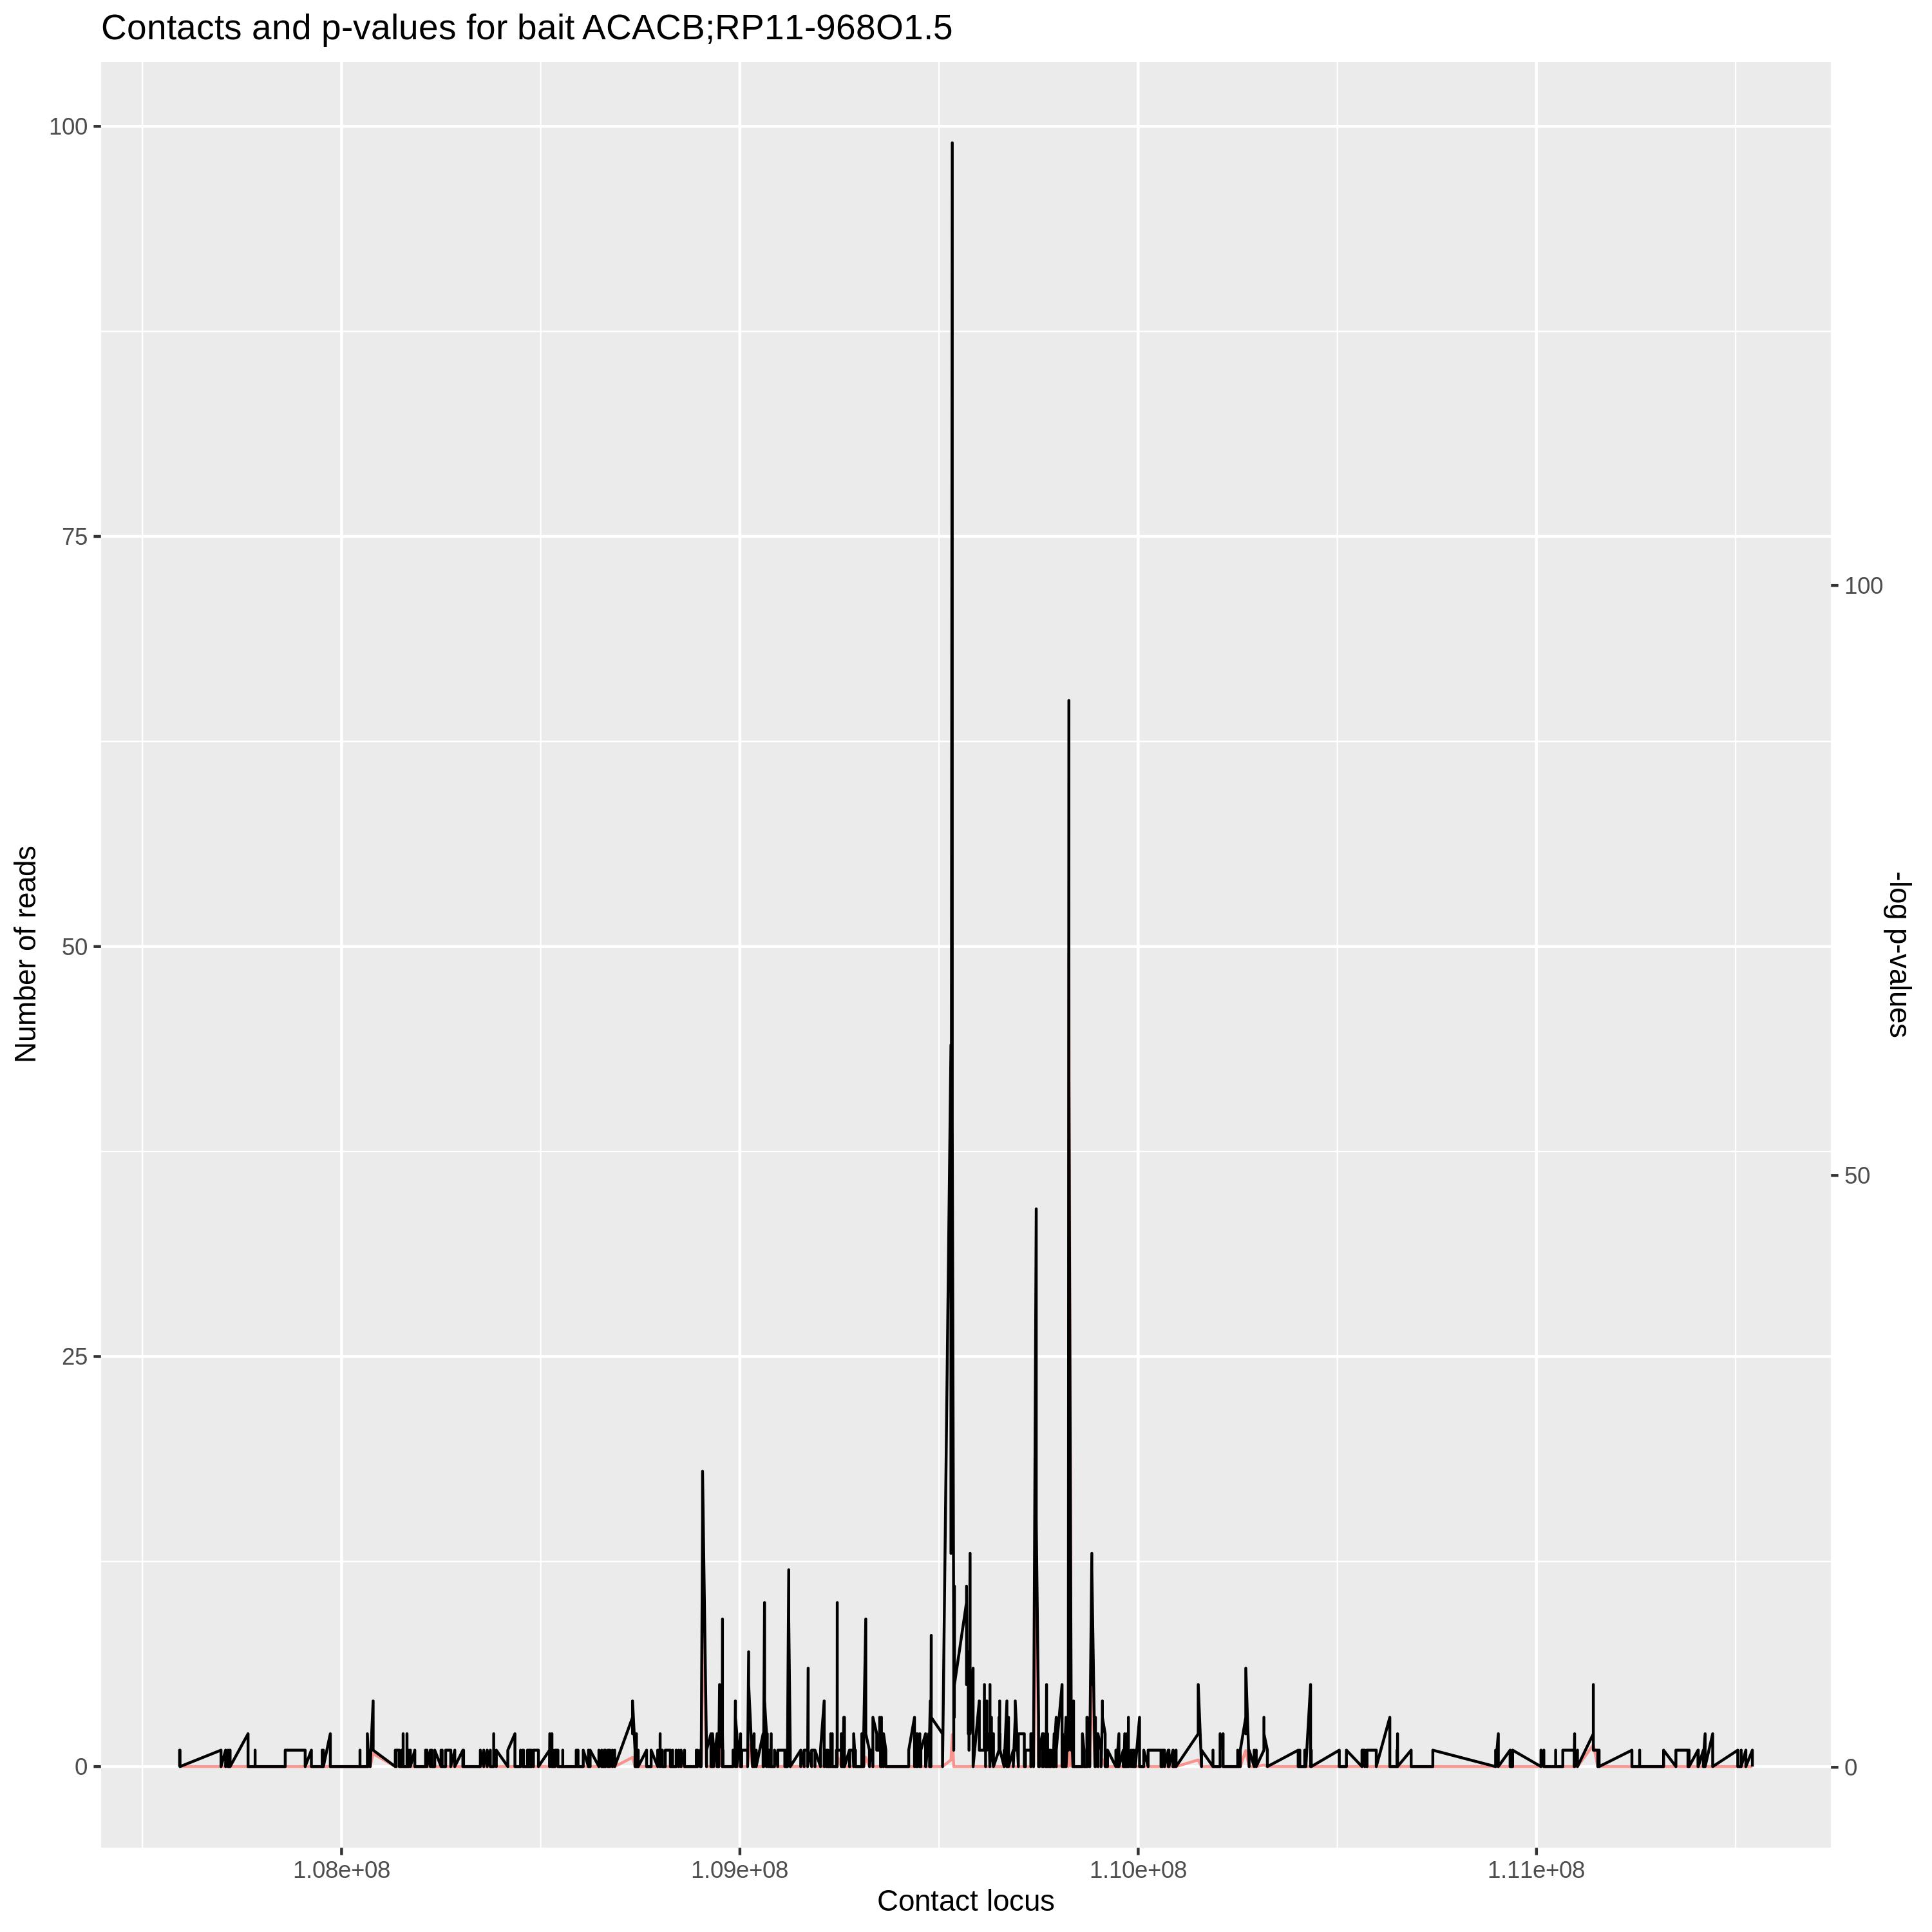 Contacts and p-values for bait ACACB;RP11-968O1.5
100
75
50
25
0
Number of reads
100
50
0
-log p-values
1.08e+08
1.09e+08
1.10e+08
1.11e+08
Contact locus